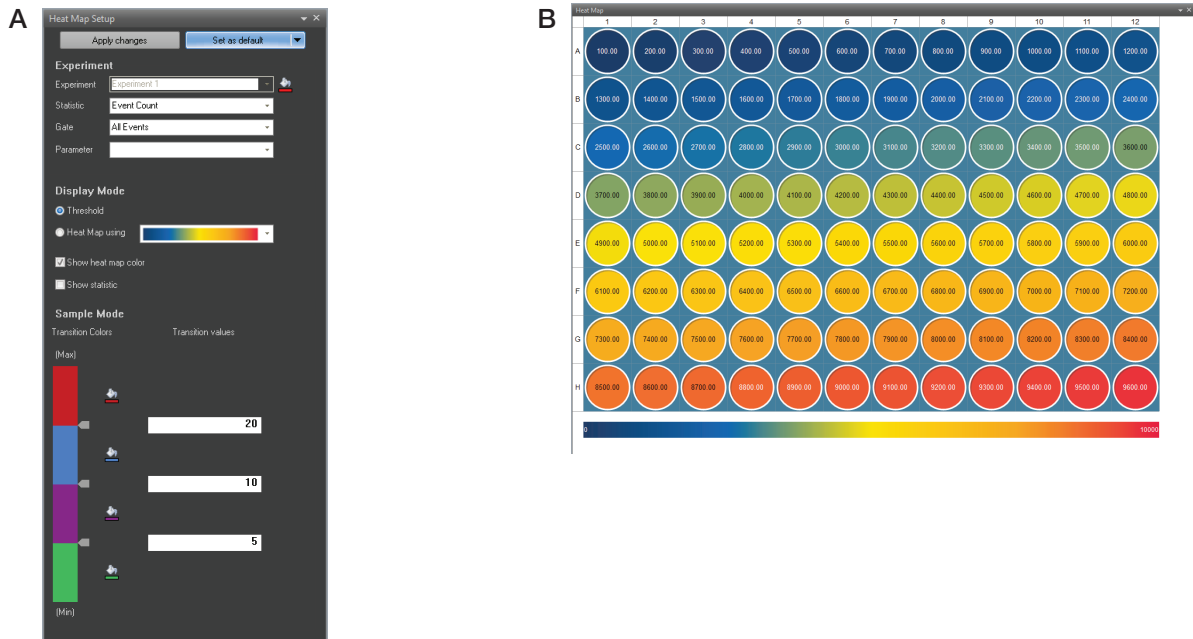 A
Heat Map Setup
Apply changes
Set as default
Experiment
Experiment
Experiment 1
Statistic
Event Count
Gate
All Events
Parameter
Display Mode
Threshold
Heat Map using
Show heat map color
Show statistic
Sample Mode
Transition Colors
Transition values
(Max)
20
10
5
(Min)
B
Heat Map
1 2 3 4 5 6 7 8 9 10 11 12
A 100.00 200.00 300.00 400.00 500.00 600.00 700.00 800.00 900.00 1000.00 1100.00 1200.00
B 1300.00 1400.00 1500.00 1600.00 1700.00 1800.00 1900.00 2000.00 2100.00 2200.00 2300.00 2400.00
C 2500.00 2600.00 2700.00 2800.00 2900.00 3000.00 3100.00 3200.00 3300.00 3400.00 3500.00 3600.00
D 3700.00 3800.00 3900.00 4000.00 4100.00 4200.00 4300.00 4400.00 4500.00 4600.00 4700.00 4800.00
E 4900.00 5000.00 5100.00 5200.00 5300.00 5400.00 5500.00 5600.00 5700.00 5800.00 5900.00 6000.00
F 6100.00 6200.00 6300.00 6400.00 6500.00 6600.00 6700.00 6800.00 6900.00 7000.00 7100.00 7200.00
G 7300.00 7400.00 7500.00 7600.00 7700.00 7800.00 7900.00 8000.00 8100.00 8200.00 8300.00 8400.00
H 8500.00 8600.00 8700.00 8800.00 8900.00 9000.00 9100.00 9200.00 9300.00 9400.00 9500.00 9600.00
0 10000